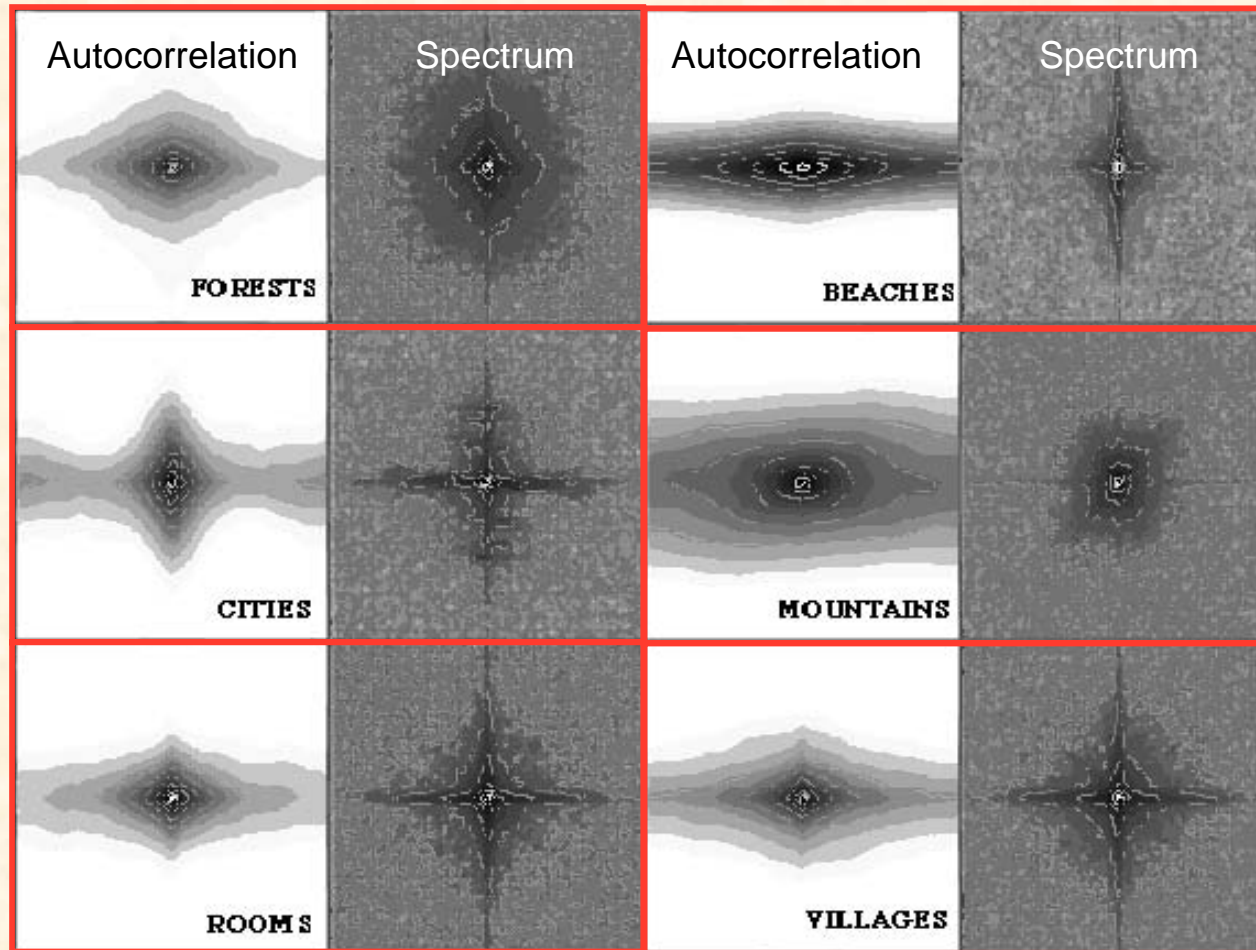 Autocorrelation Spectrum Autocorrelation Spectrum
FORESTS BEACHES
CITIES MOUNTAINS
ROOMS VILLAGES